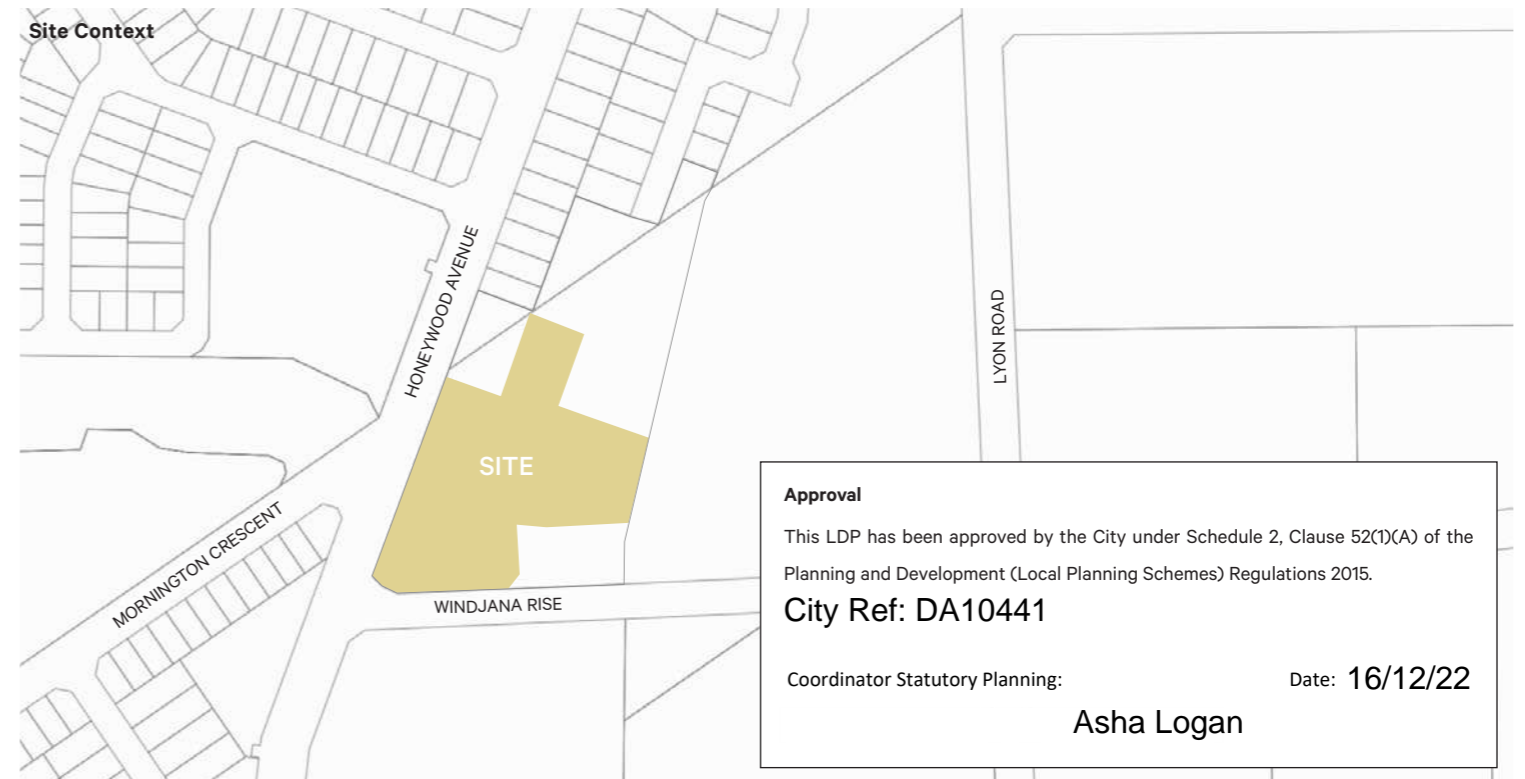 Site Context
HONEYWOOD AVENUE
LYON ROAD
SITE
MORNINGTON CRESCENT
WINDJANA RISE
Approval
This LDP has been approved by the City under Schedule 2, Clause 52(1)(A) of the
Planning and Development (Local Planning Schemes) Regulations 2015.
City Ref: DA10441
Coordinator Statutory Planning: Date: 16/12/22
Asha Logan